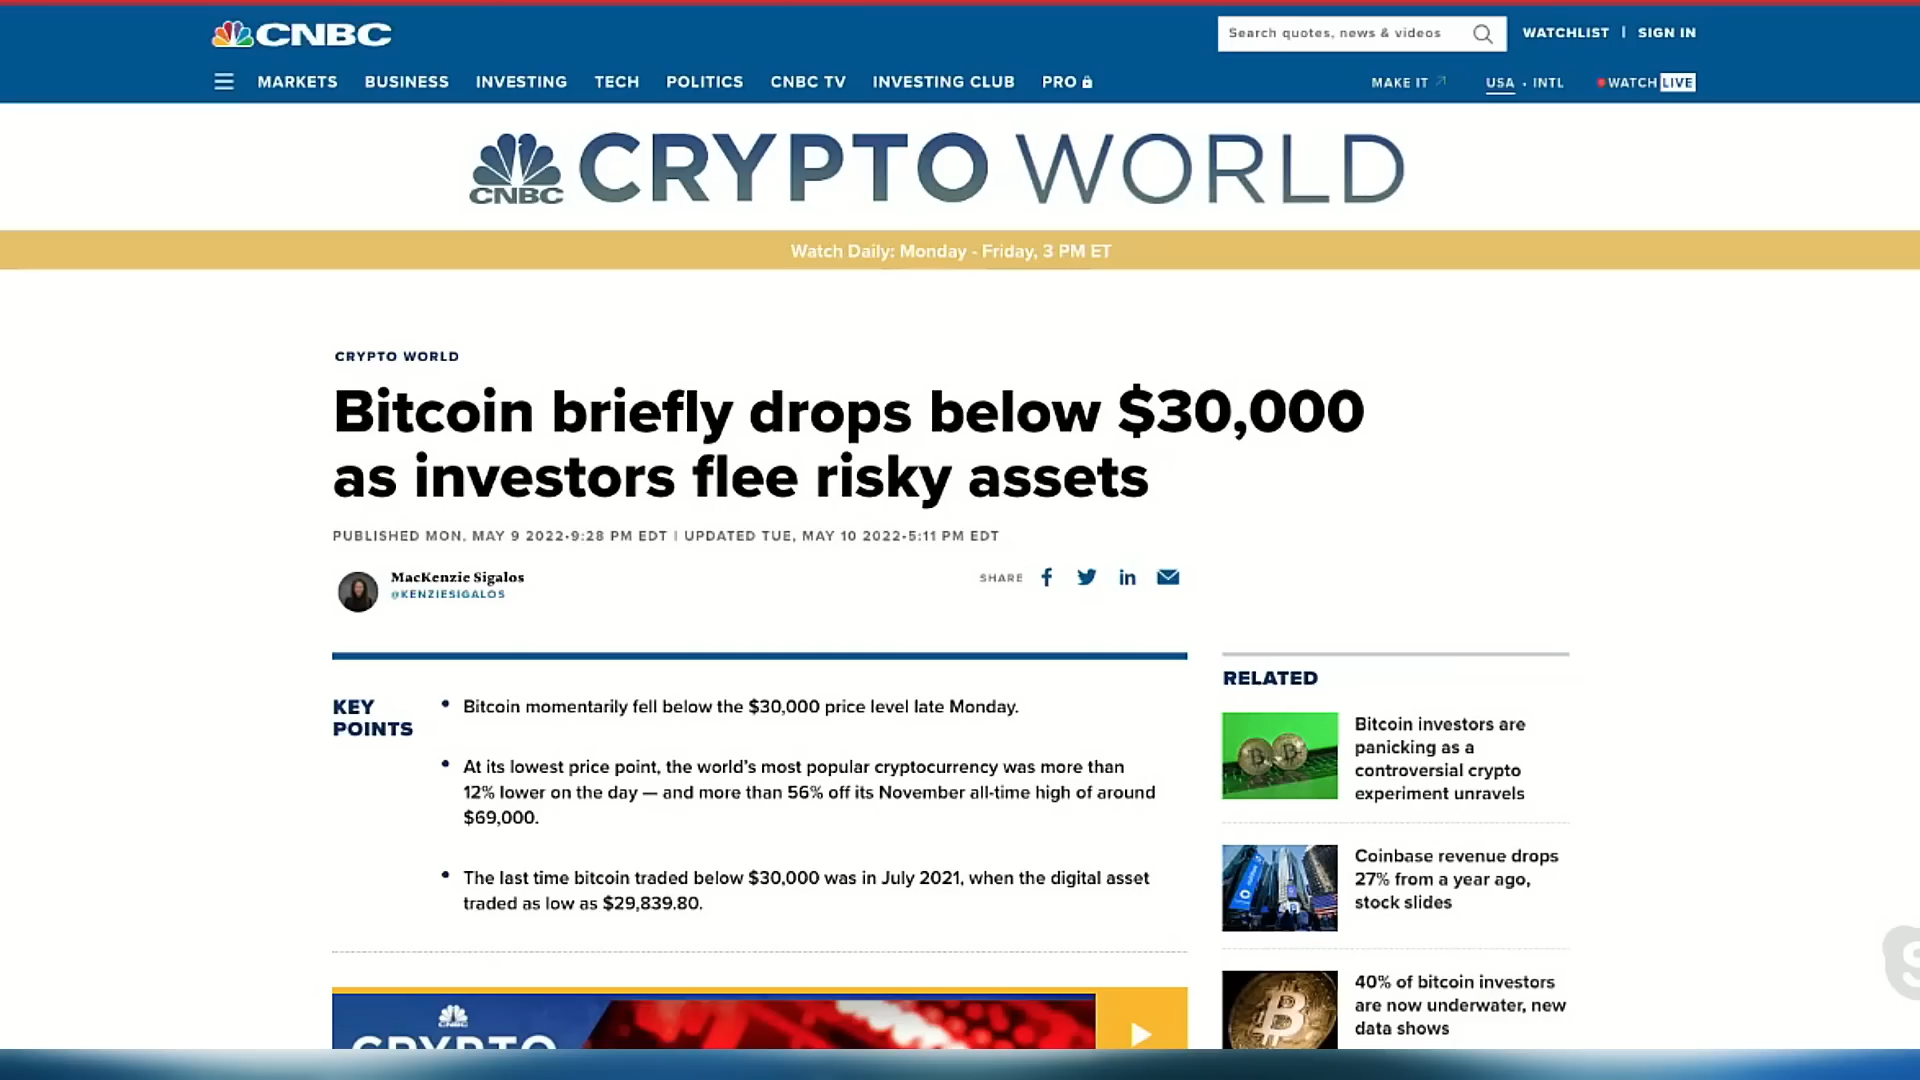 CNBC
Search quotes, news & videos
WATCHLIST | SIGN IN
MARKETS BUSINESS INVESTING TECH POLITICS CNBC TV INVESTING CLUB PRO
MAKE IT USA • INTL WATCH LIVE
CNBC CRYPTO WORLD
Watch Daily: Monday - Friday, 3 PM ET
CRYPTO WORLD
Bitcoin briefly drops below $30,000
as investors flee risky assets
PUBLISHED MON, MAY 9 2022•9:28 PM EDT | UPDATED TUE, MAY 10 2022•5:11 PM EDT
MacKenzie Sigalos
@KENZIESIGALOS
SHARE
KEY
POINTS
• Bitcoin momentarily fell below the $30,000 price level late Monday.
• At its lowest price point, the world’s most popular cryptocurrency was more than
12% lower on the day — and more than 56% off its November all-time high of around
$69,000.
• The last time bitcoin traded below $30,000 was in July 2021, when the digital asset
traded as low as $29,839.80.
CNBC
CRYPTO
RELATED
Bitcoin investors are
panicking as a
controversial crypto
experiment unravels
Coinbase revenue drops
27% from a year ago,
stock slides
40% of bitcoin investors
are now underwater, new
data shows